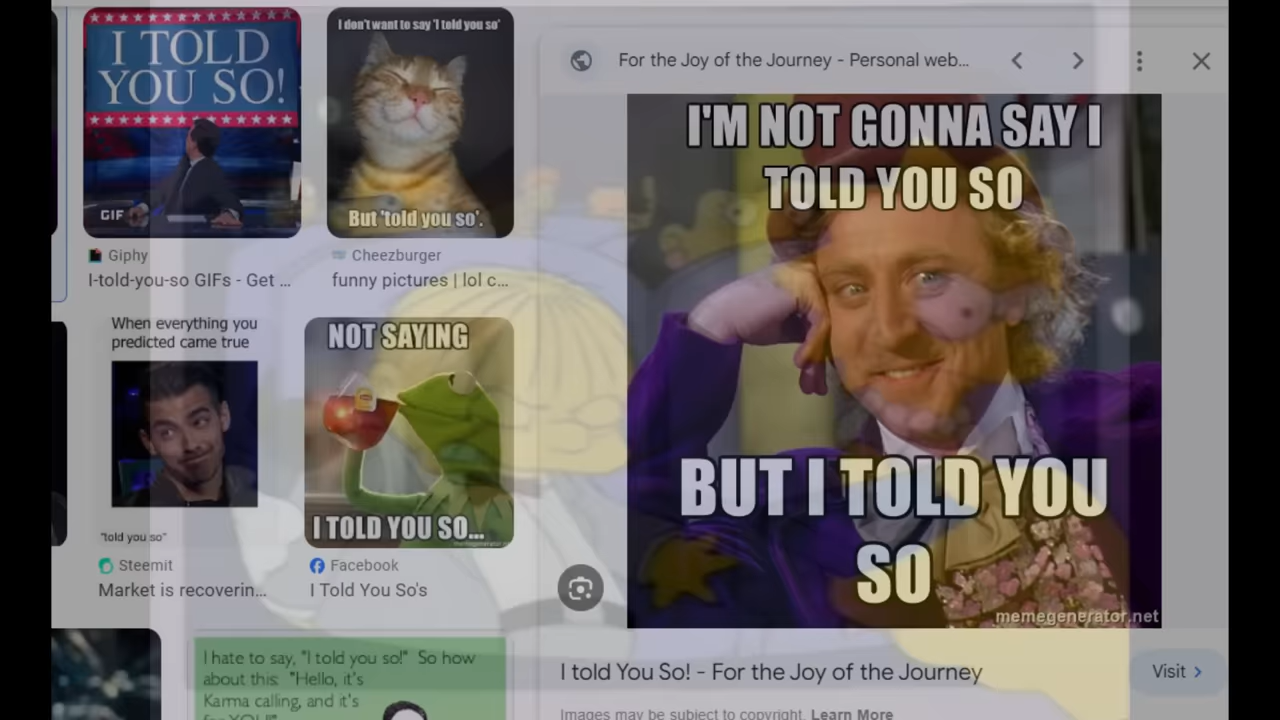 I TOLD
YOU SO!
GIF
Giphy
I-told-you-so GIFs - Get ...
I don't want to say 'I told you so'
But 'told you so'.
Cheezburger
funny pictures | lol c...
When everything you
predicted came true
"told you so"
Steemit
Market is recoverin...
NOT SAYING
I TOLD YOU SO...
Facebook
I Told You So's
I hate to say, "I told you so!" So how
about this: "Hello, it's
Karma calling, and it's
for YOU!"
For the Joy of the Journey - Personal web...
I'M NOT GONNA SAY I
TOLD YOU SO
BUT I TOLD YOU
SO
memegenerator.net
I told You So! - For the Joy of the Journey
Visit
Images may be subject to copyright. Learn More